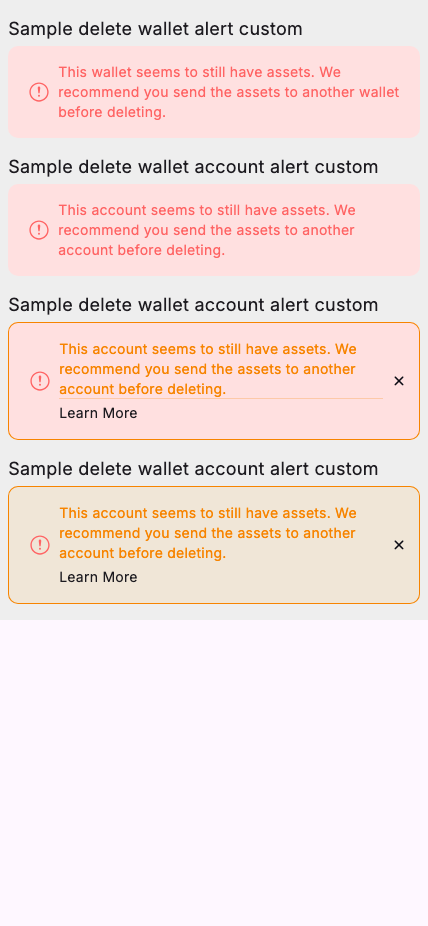 Sample delete wallet alert custom
This wallet seems to still have assets. We
recommend you send the assets to another wallet
before deleting.
Sample delete wallet account alert custom
This account seems to still have assets. We
recommend you send the assets to another
account before deleting.
Sample delete wallet account alert custom
This account seems to still have assets. We
recommend you send the assets to another
account before deleting.
Learn More
Sample delete wallet account alert custom
This account seems to still have assets. We
recommend you send the assets to another
account before deleting.
Learn More